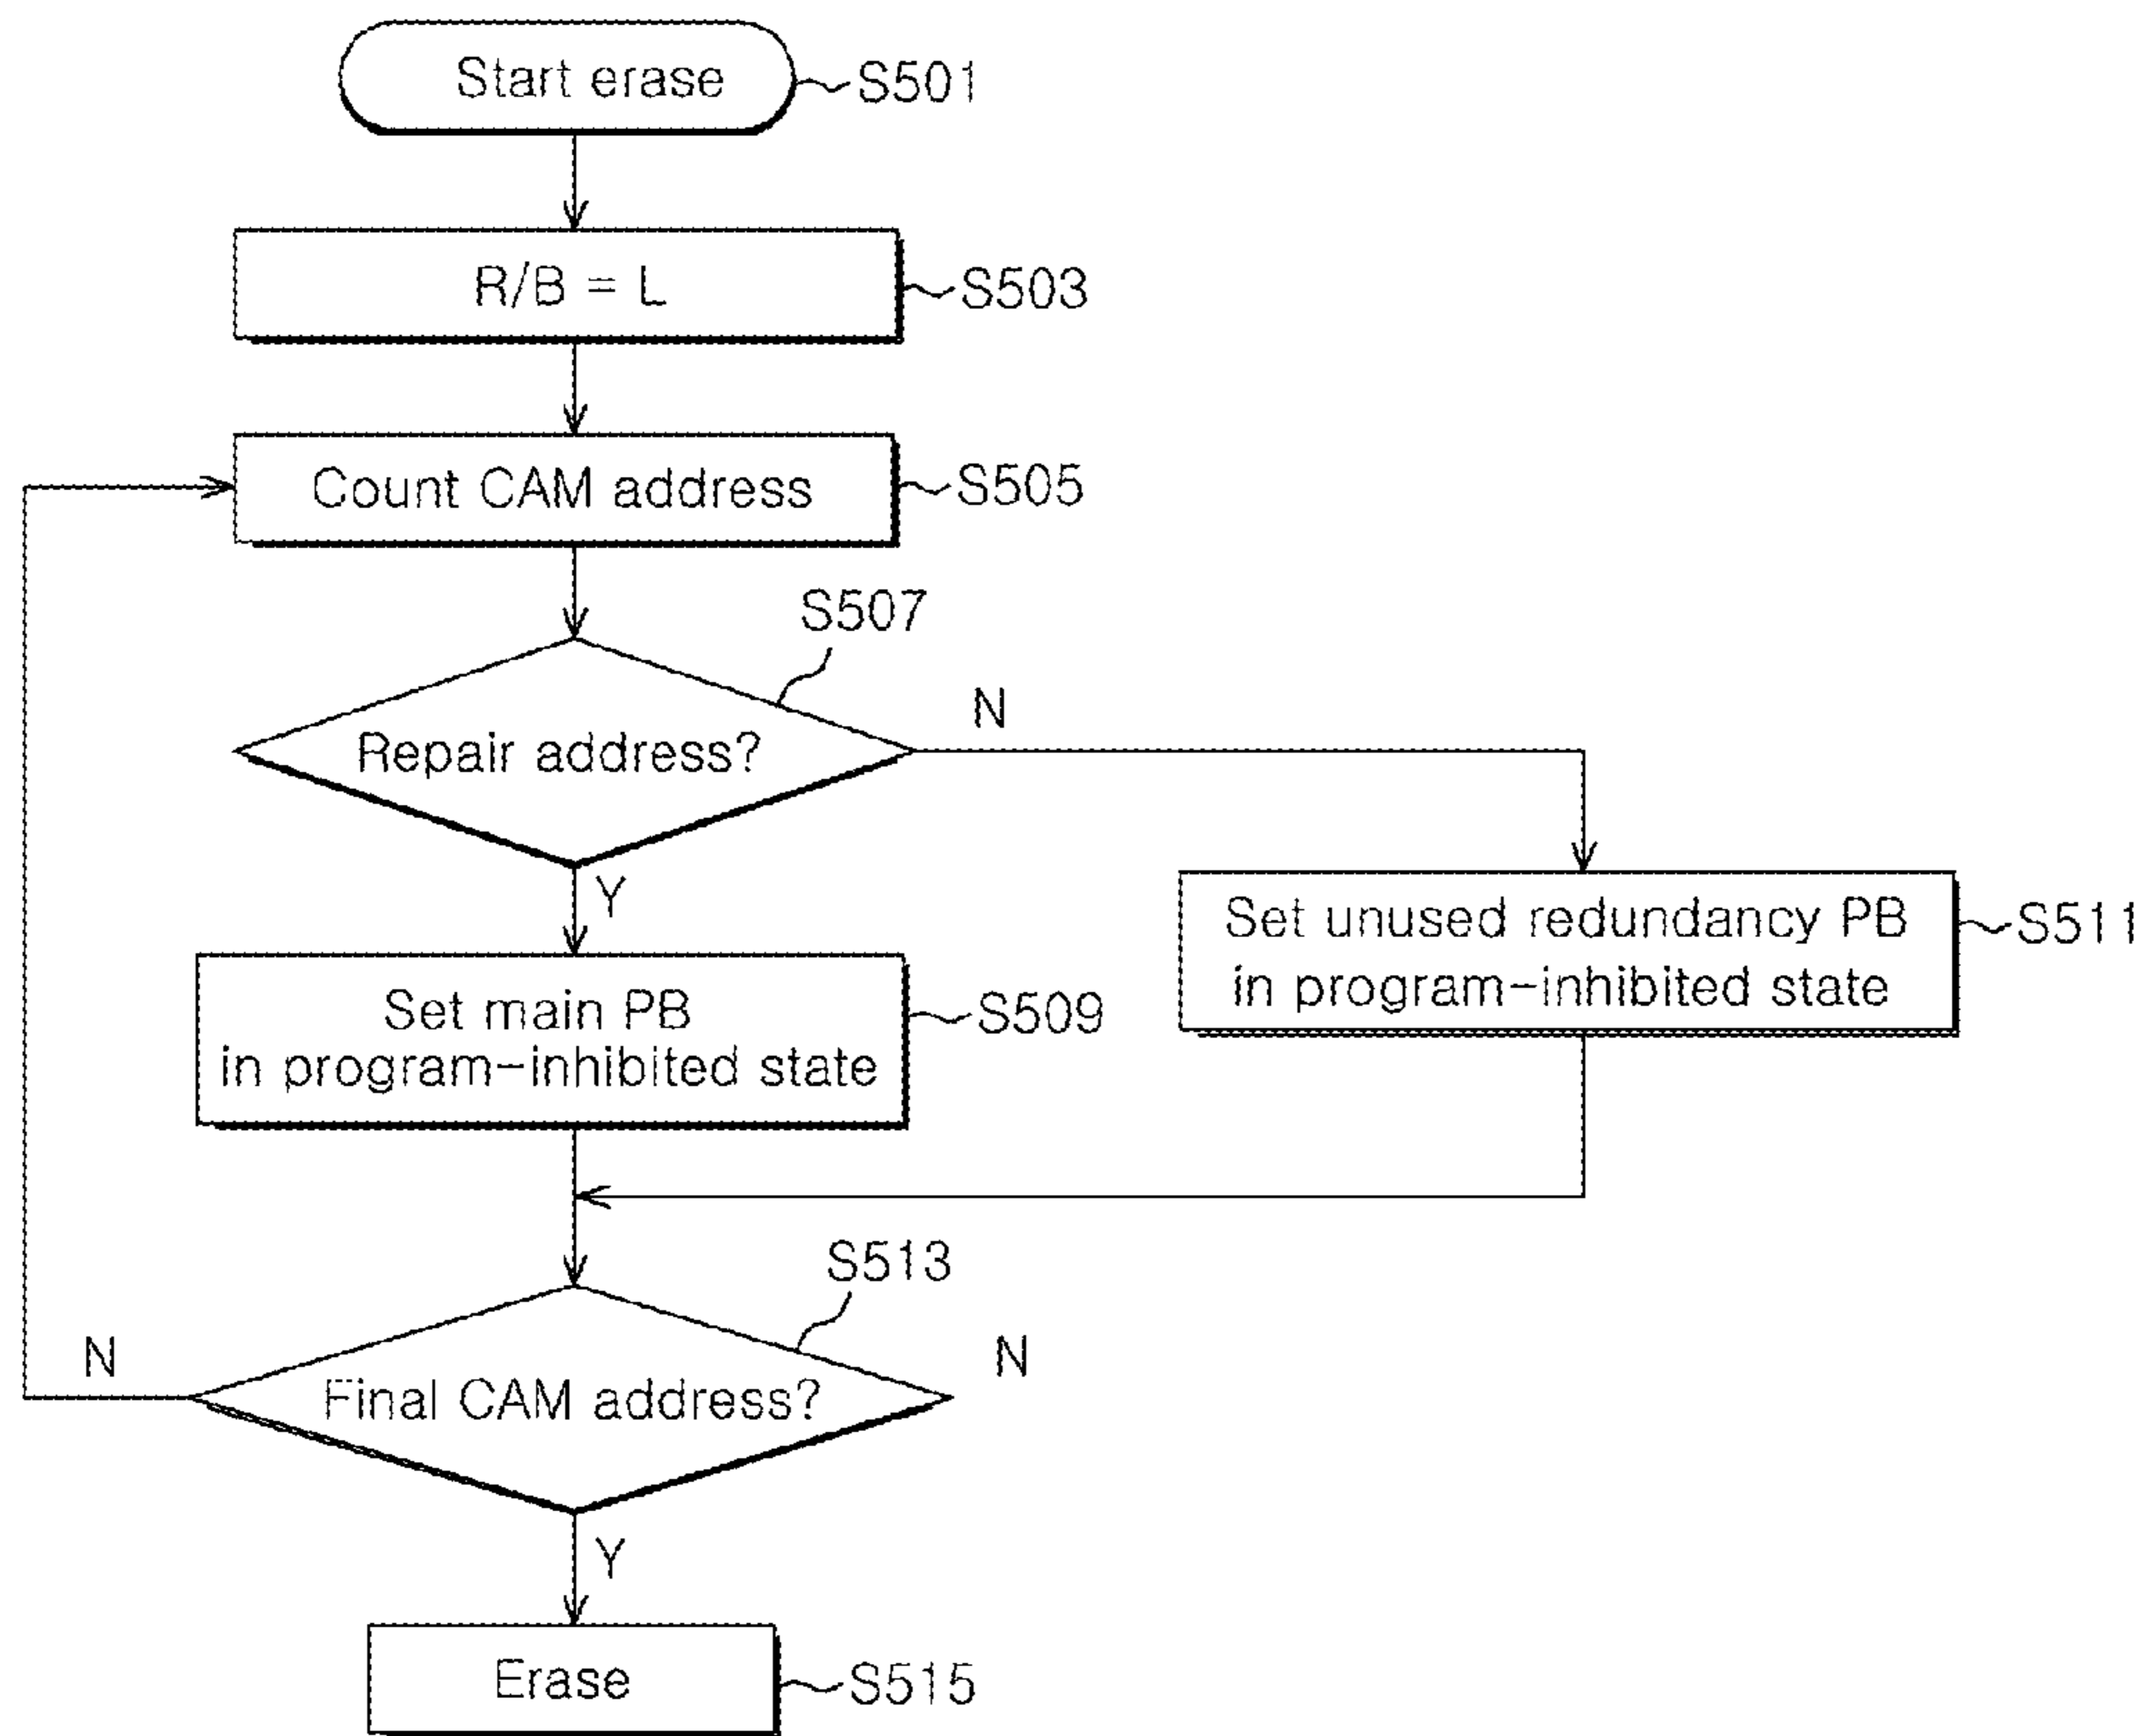 Start erase
S501
R/B = L
S503
Count CAM address
S505
S507
Repair address?
N
Y
Set main PB
in program-inhibited state
S509
Set unused redundancy PB
in program-inhibited state
S511
S513
Final CAM address?
N
N
Y
Erase
S515